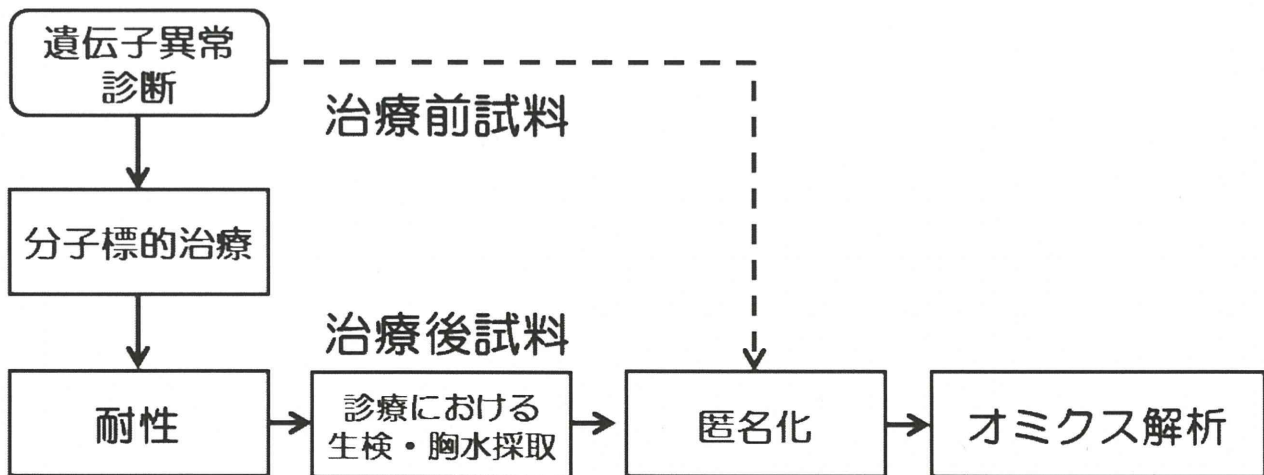 遺伝子異常
診断
治療前試料
分子標的治療
治療後試料
耐性
診療における
生検・胸水採取
匿名化
オミクス解析